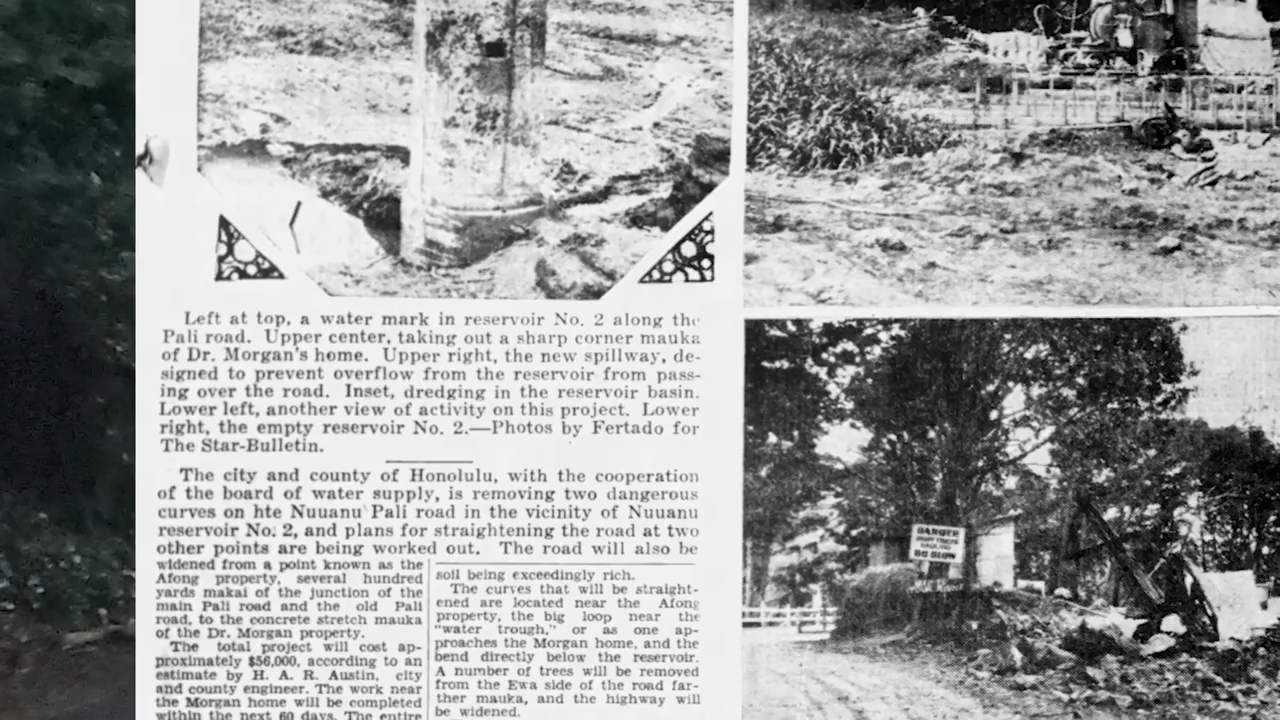 Left at top, a water mark in reservoir No. 2 along the
Pali road. Upper center, taking out a sharp corner mauka
of Dr. Morgan's home. Upper right, the new spillway, de-
signed to prevent overflow from the reservoir from pass-
ing over the road. Inset, dredging in the reservoir basin.
Lower left, another view of activity on this project. Lower
right, the empty reservoir No. 2.—Photos by Fertado for
The Star-Bulletin.
The city and county of Honolulu, with the cooperation
of the board of water supply, is removing two dangerous
curves on hte Nuuanu Pali road in the vicinity of Nuuanu
reservoir No. 2, and plans for straightening the road at two
other points are being worked out. The road will also be
widened from a point known as the
Afong property, several hundred
yards makai of the junction of the
main Pali road and the old Pali
road, to the concrete stretch mauka
of the Dr. Morgan property.
The total project will cost ap-
proximately $56,000, according to an
estimate by H. A. R. Austin, city
and county engineer. The work near
the Morgan home will be completed
within the next 60 days. The entire
soil being exceedingly rich.
The curves that will be straight-
ened are located near the Afong
property, the big loop near the
"water trough," or as one ap-
proaches the Morgan home, and the
bend directly below the reservoir.
A number of trees will be removed
from the Ewa side of the road far-
ther mauka, and the highway will
be widened.
DANGER
GO SLOW